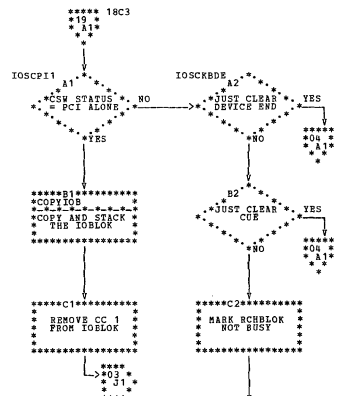 18C3
19
A1
IOSCPI1
IOSCKBDE
A1
A2
CSW STATUS
= PCI ALONE
NO
JUST CLEAR
DEVICE END
YES
YES
NO
04
A1
B1
COPYIOB
COPY AND STACK
THE IOBLOK
B2
JUST CLEAR
CUE
YES
NO
04
A1
C1
REMOVE CC 1
FROM IOBLOK
C2
MARK RCHBLOK
NOT BUSY
03
J1